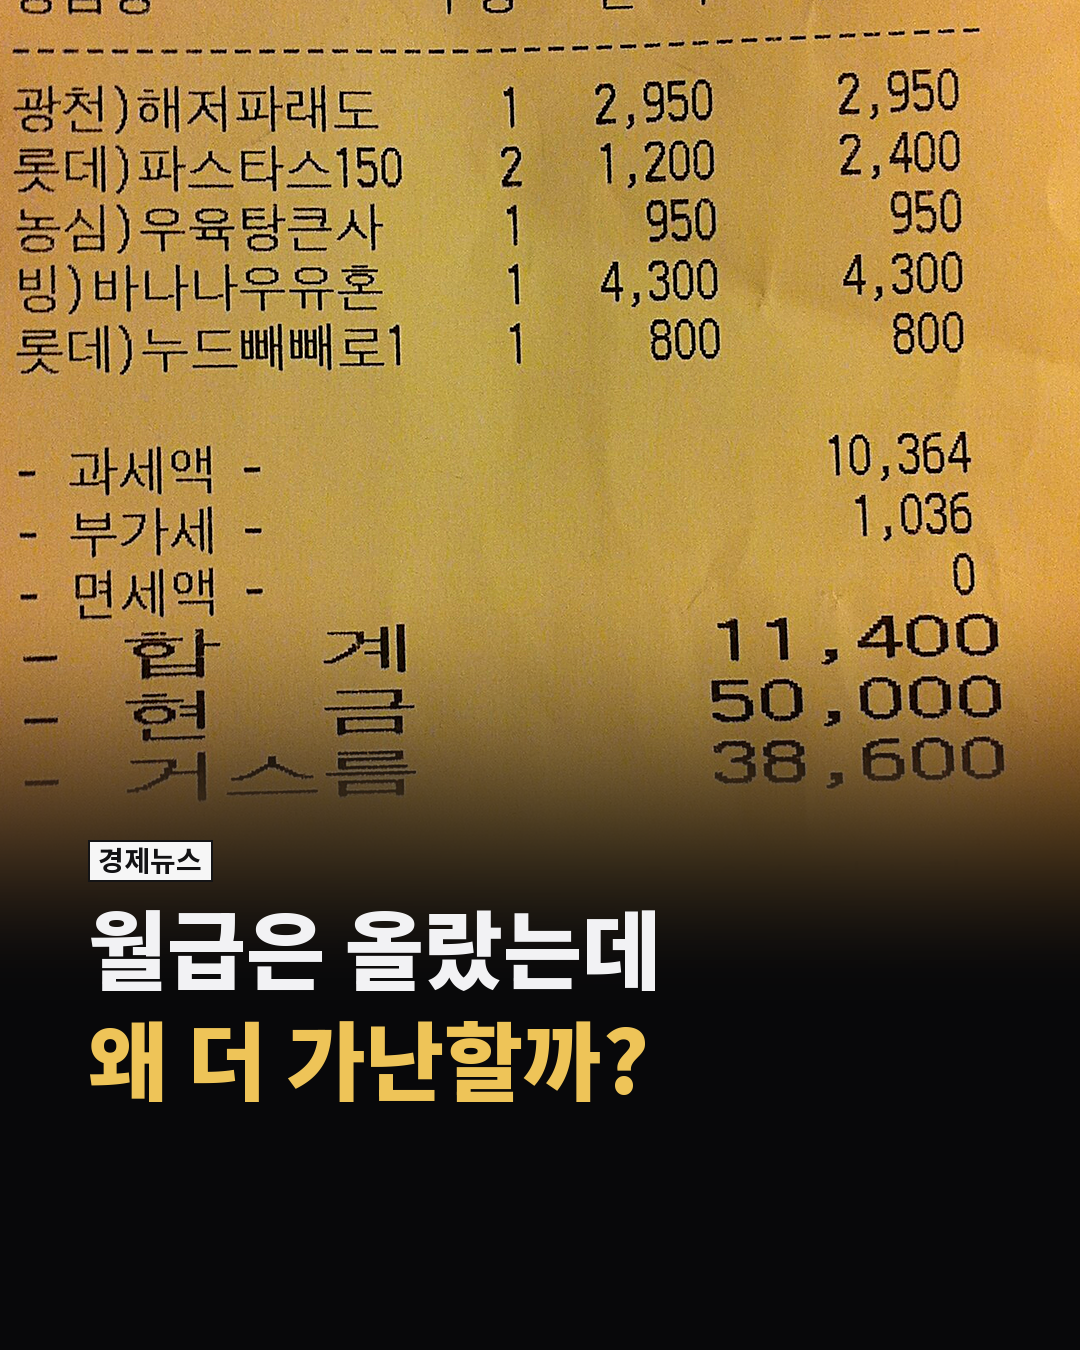 광천)해저파래도 1 2,950 2,950
롯데)파스타스150 2 1,200 2,400
농심)우육탕큰사 1 950 950
빙)바나나우유혼 1 4,300 4,300
롯데)누드빼빼로1 1 800 800
- 과세액 - 10,364
- 부가세 - 1,036
- 면세액 - 0
- 합 계 11,400
- 현 금 50,000
- 거스름 38,600
경제뉴스
월급은 올랐는데
왜 더 가난할까?